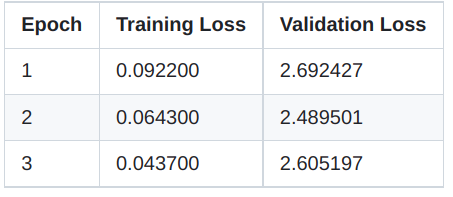 Epoch Training Loss Validation Loss
1 0.092200 2.692427
2 0.064300 2.489501
3 0.043700 2.605197